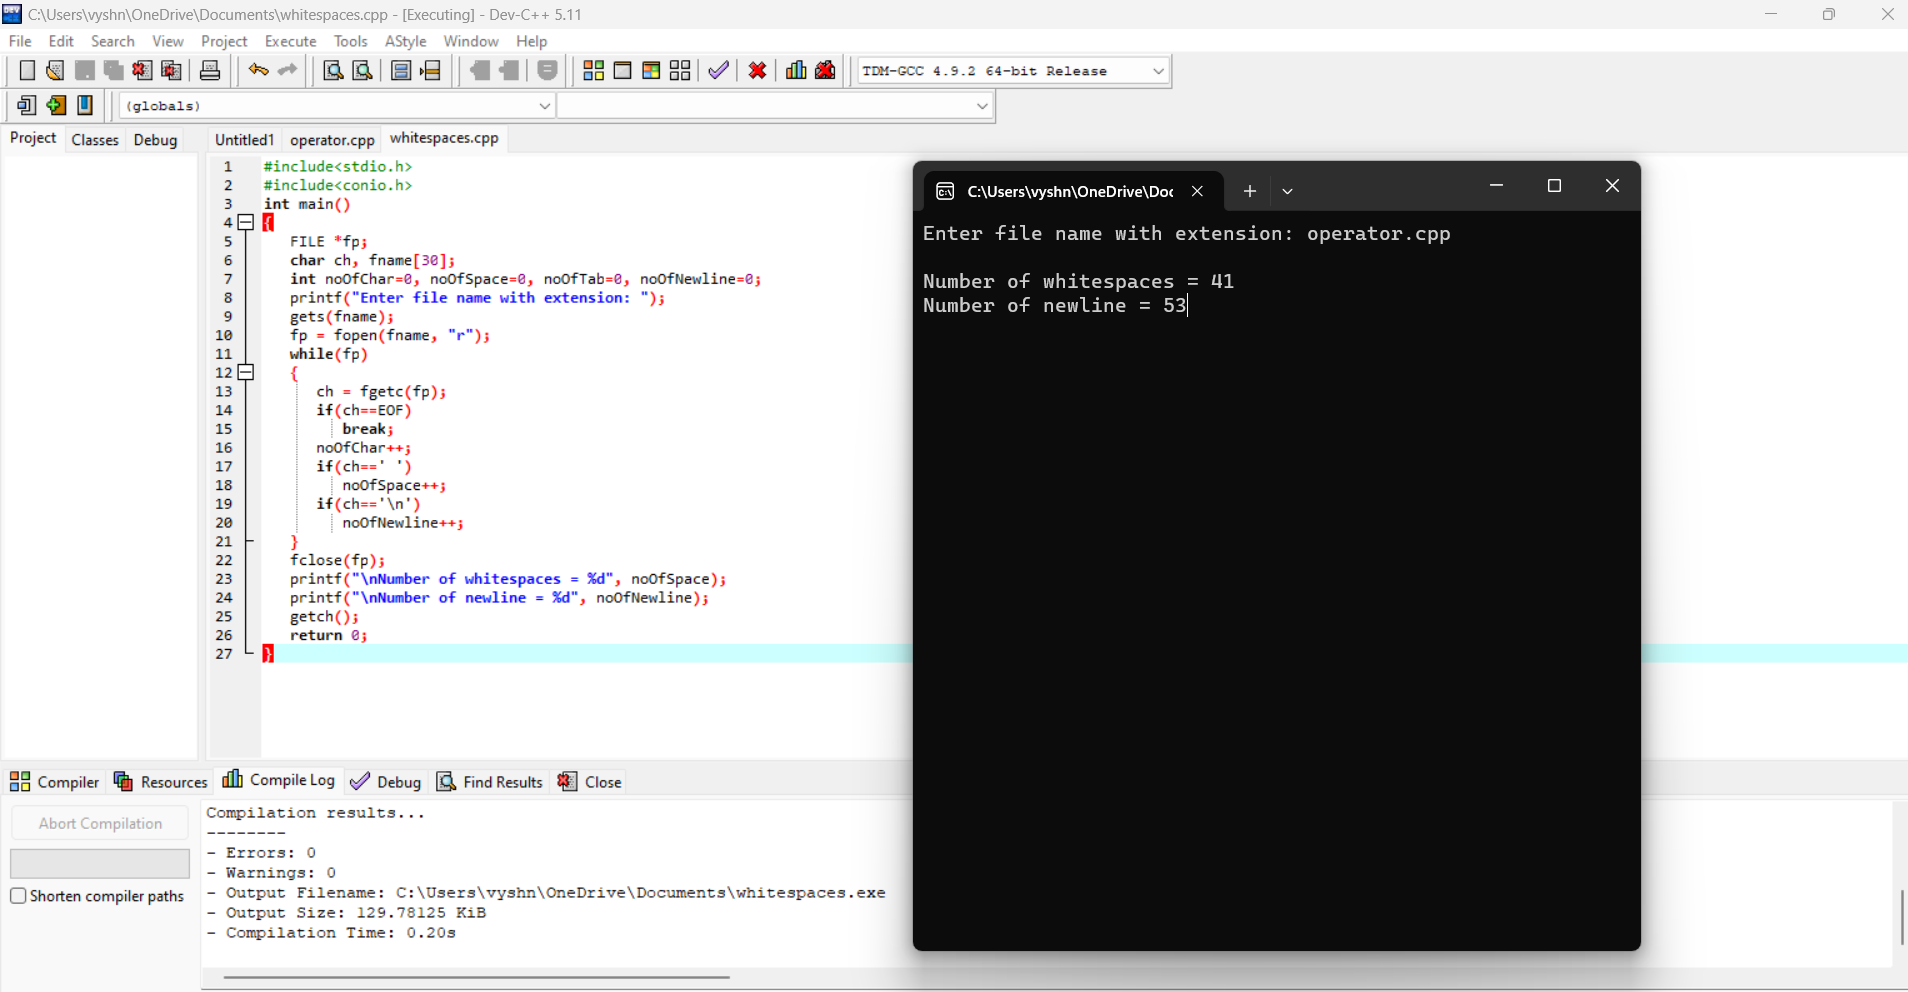 C:\Users\vyshn\OneDrive\Documents\whitespaces.cpp - [Executing] - Dev-C++ 5.11
File Edit Search View Project Execute Tools AStyle Window Help
TDM-GCC 4.9.2 64-bit Release
(globals)
Project Classes Debug
Untitled1 operator.cpp whitespaces.cpp
1 #include<stdio.h>
2 #include<conio.h>
3 int main()
4 {
5 FILE *fp;
6 char ch, fname[30];
7 int noOfChar=0, noOfSpace=0, noOfTab=0, noOfNewline=0;
8 printf("Enter file name with extension: ");
9 gets(fname);
10 fp = fopen(fname, "r");
11 while(fp)
12 {
13 ch = fgetc(fp);
14 if(ch==EOF)
15 break;
16 noOfChar++;
17 if(ch==' ')
18 noOfSpace++;
19 if(ch=='\n')
20 noOfNewline++;
21 }
22 fclose(fp);
23 printf("\nNumber of whitespaces = %d", noOfSpace);
24 printf("\nNumber of newline = %d", noOfNewline);
25 getch();
26 return 0;
27 }
C:\Users\vyshn\OneDrive\Doc
Enter file name with extension: operator.cpp
Number of whitespaces = 41
Number of newline = 53
Compiler Resources Compile Log Debug Find Results Close
Abort Compilation
Shorten compiler paths
Compilation results...
--------
- Errors: 0
- Warnings: 0
- Output Filename: C:\Users\vyshn\OneDrive\Documents\whitespaces.exe
- Output Size: 129.78125 KiB
- Compilation Time: 0.20s